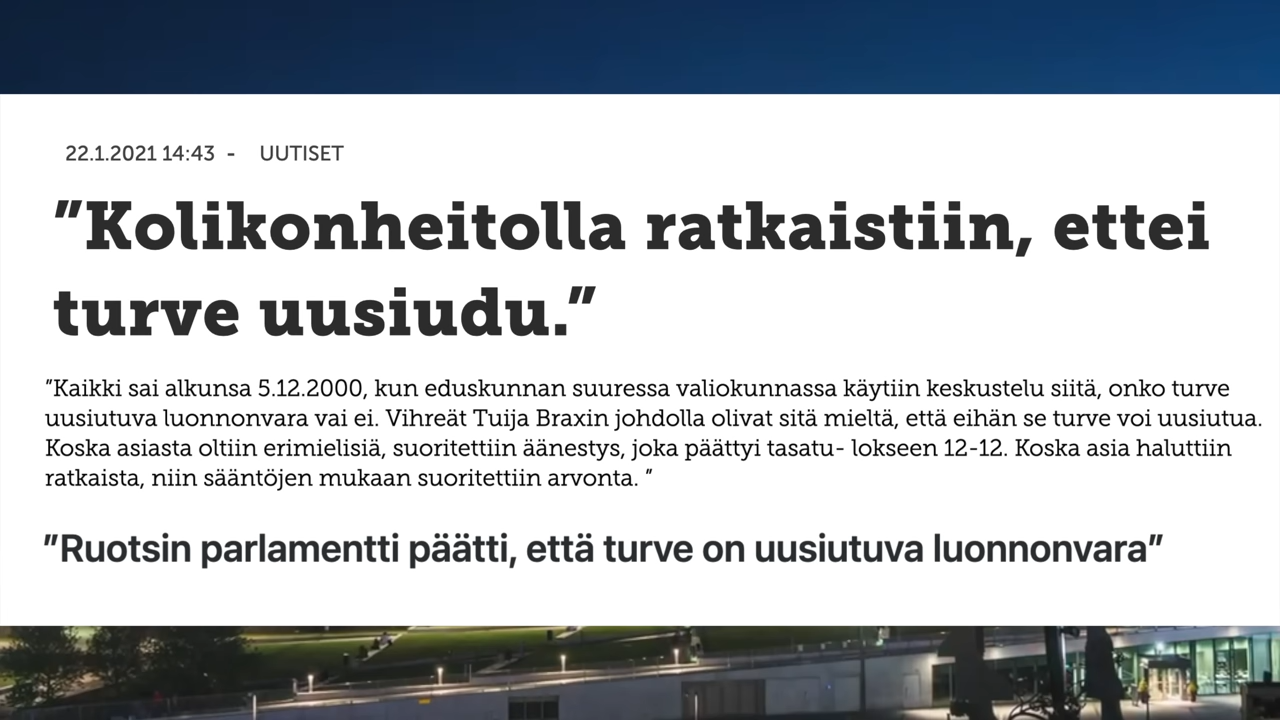 22.1.2021 14:43 - UUTISET
”Kolikonheitolla ratkaistiin, ettei
turve uusiudu.”
”Kaikki sai alkunsa 5.12.2000, kun eduskunnan suuressa valiokunnassa käytiin keskustelu siitä, onko turve
uusiutuva luonnonvara vai ei. Vihreät Tuija Braxin johdolla olivat sitä mieltä, että eihän se turve voi uusiutua.
Koska asiasta oltiin erimielisiä, suoritettiin äänestys, joka päättyi tasatu- lokseen 12-12. Koska asia haluttiin
ratkaista, niin sääntöjen mukaan suoritettiin arvonta. ”
”Ruotsin parlamentti päätti, että turve on uusiutuva luonnonvara”